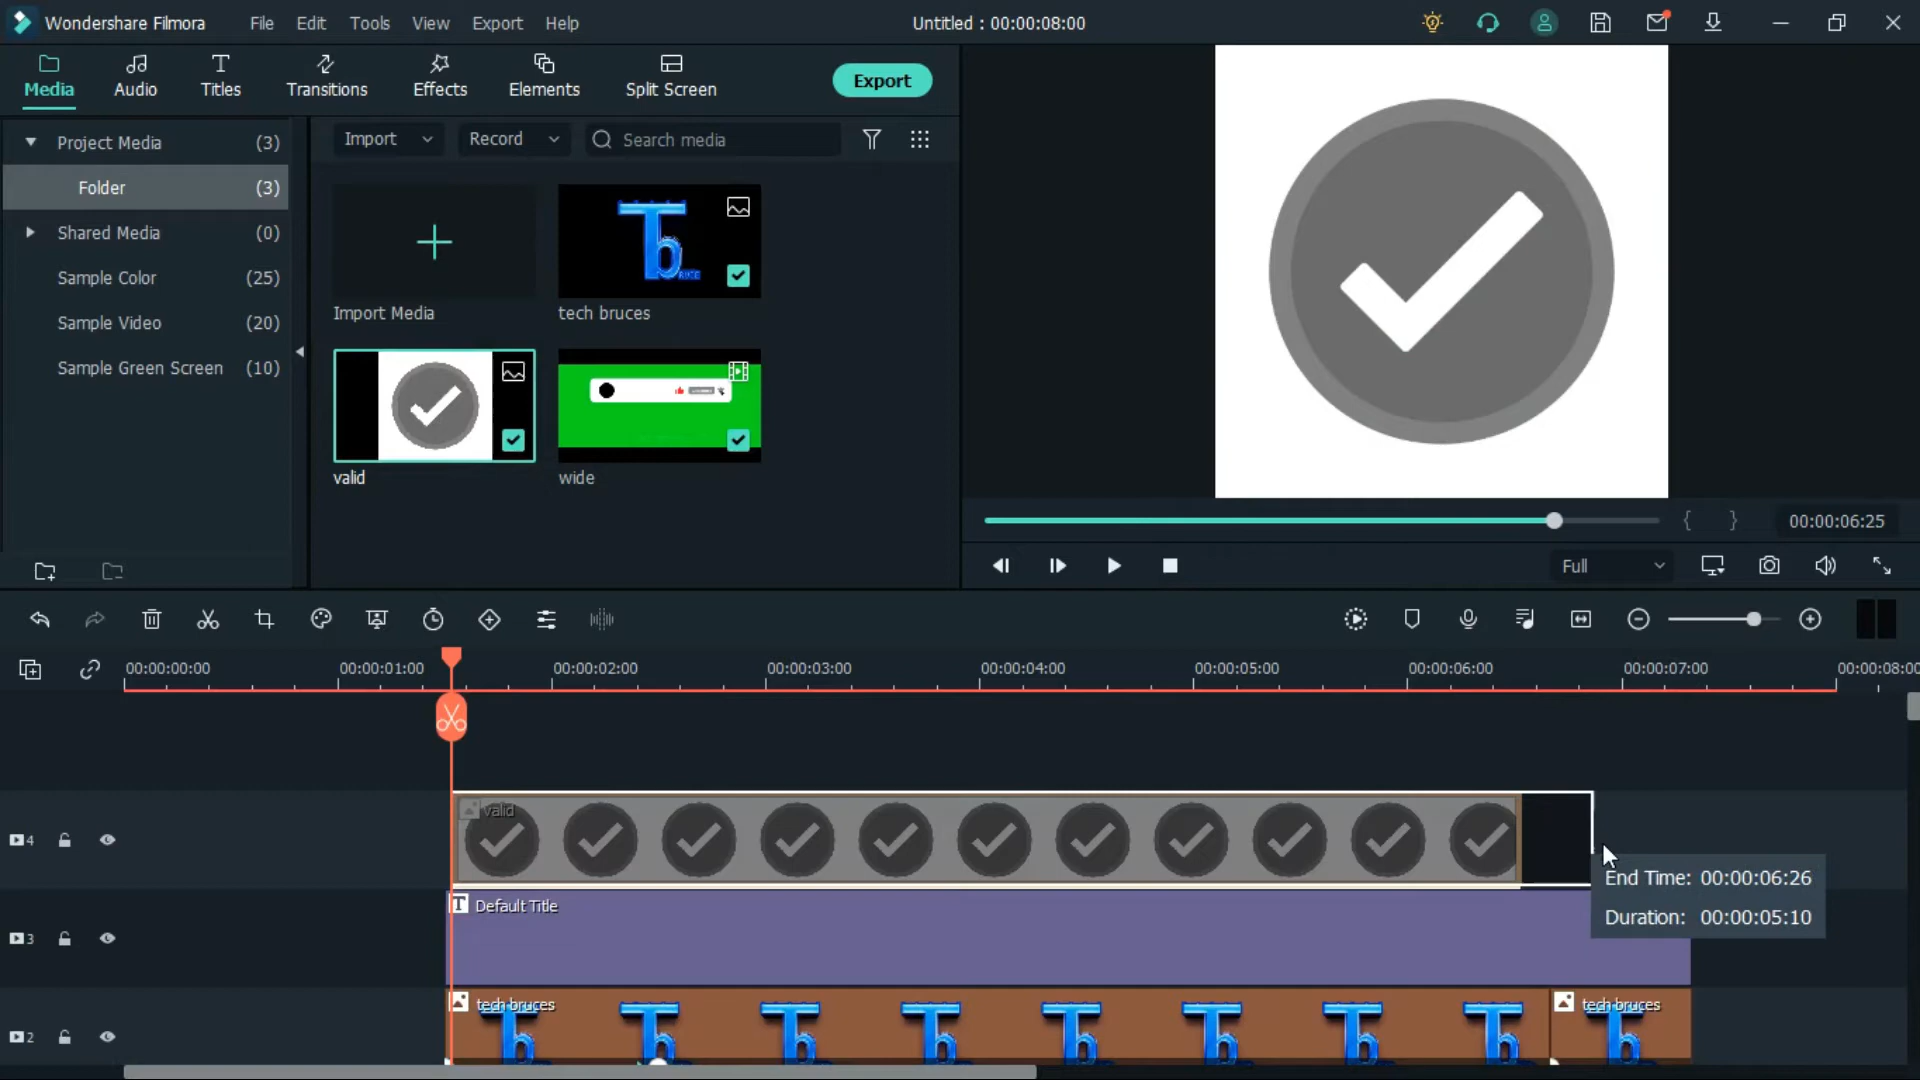 Wondershare Filmora File Edit Tools View Export Help Untitled : 00:00:08:00
Media Audio Titles Transitions Effects Elements Split Screen Export
Project Media (3)
Folder (3)
Shared Media (0)
Sample Color (25)
Sample Video (20)
Sample Green Screen (10)
Import Record Search media
Import Media
tech bruces
valid
wide
00:00:06:25
Full
00:00:00:00 00:00:01:00 00:00:02:00 00:00:03:00 00:00:04:00 00:00:05:00 00:00:06:00 00:00:07:00 00:00:08:00
4
valid
End Time: 00:00:06:26
Duration: 00:00:05:10
3
Default Title
2
tech bruces
tech bruces